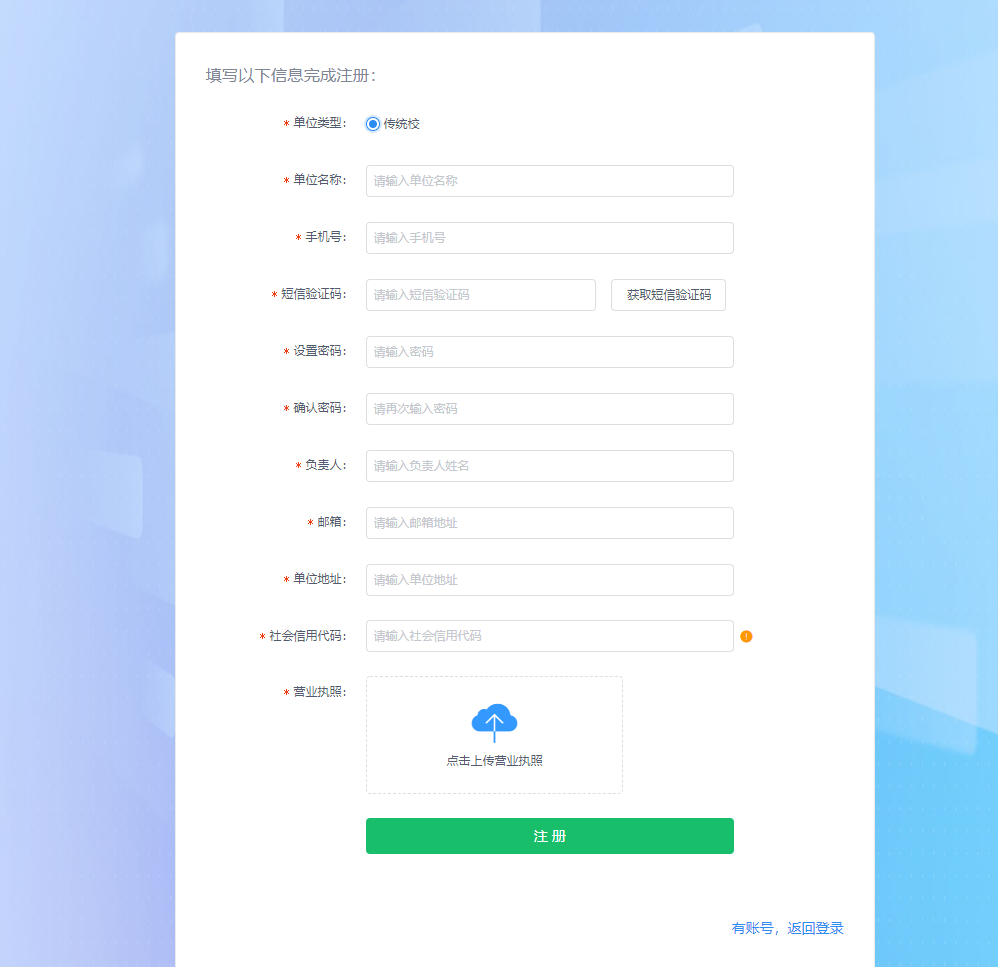 填写以下信息完成注册：
* 单位类型： 传统校
* 单位名称： 请输入单位名称
* 手机号： 请输入手机号
* 短信验证码： 请输入短信验证码 获取短信验证码
* 设置密码： 请输入密码
* 确认密码： 请再次输入密码
* 负责人： 请输入负责人姓名
* 邮箱： 请输入邮箱地址
* 单位地址： 请输入单位地址
* 社会信用代码： 请输入社会信用代码 !
* 营业执照：
点击上传营业执照
注 册
有账号，返回登录